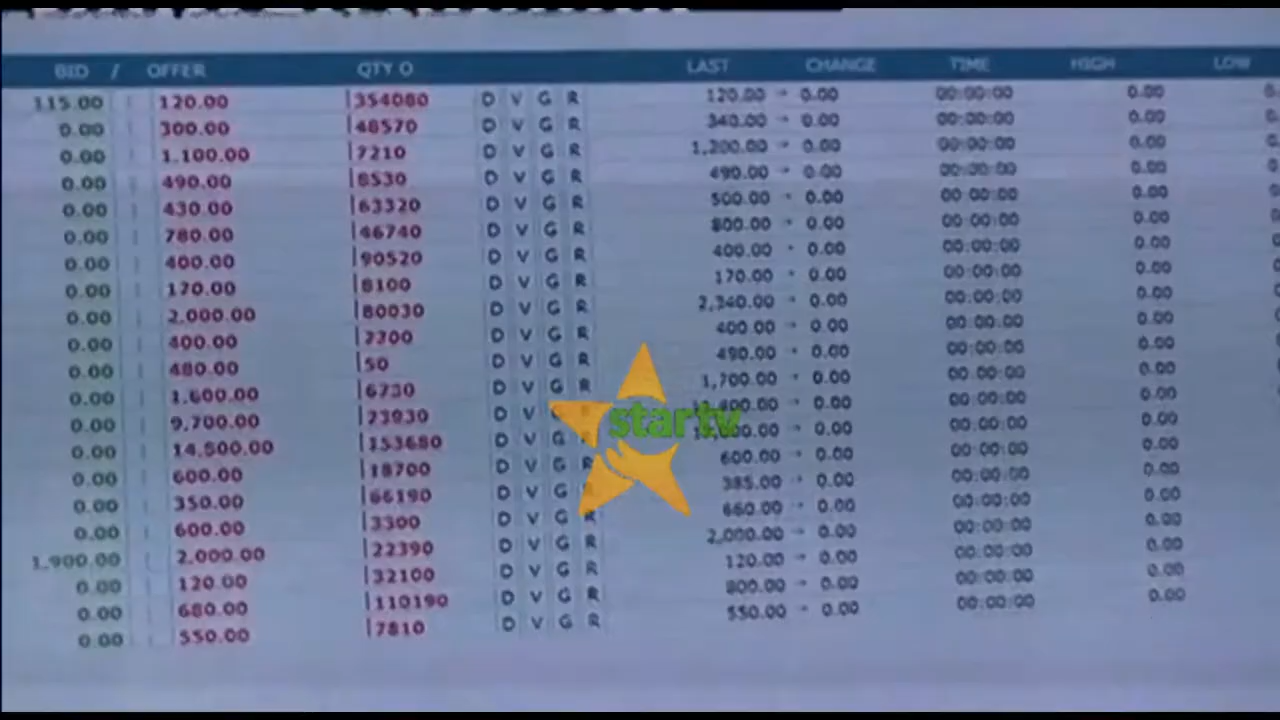 BID / OFFER QTY O LAST CHANGE TIME HIGH LOW
115.00 120.00 354080 D V G R 120.00 0.00 00:00:00 0.00
0.00 300.00 48570 D V G R 340.00 0.00 00:00:00 0.00
0.00 1,100.00 7210 D V G R 1,200.00 0.00 00:00:00 0.00
0.00 490.00 8530 D V G R 490.00 0.00 00:00:00 0.00
0.00 430.00 63320 D V G R 500.00 0.00 00:00:00 0.00
0.00 780.00 46740 D V G R 800.00 0.00 00:00:00 0.00
0.00 400.00 90520 D V G R 400.00 0.00 00:00:00 0.00
0.00 170.00 8100 D V G R 170.00 0.00 00:00:00 0.00
0.00 2,000.00 80030 D V G R 2,340.00 0.00 00:00:00 0.00
0.00 400.00 D V G R 400.00 0.00 00:00:00 0.00
0.00 480.00 50 D V G R 490.00 0.00 00:00:00 0.00
0.00 1,600.00 6730 D V G R 1,700.00 0.00 00:00:00 0.00
0.00 9,700.00 23930 D V G R 0.00 00:00:00 0.00
startv
0.00 14,500.00 153680 D V G R 0.00 00:00:00 0.00
0.00 600.00 18700 D V G R 600.00 0.00 00:00:00 0.00
0.00 350.00 66190 D V G R 385.00 0.00 00:00:00 0.00
0.00 600.00 3300 D V G R 660.00 0.00 00:00:00 0.00
1,900.00 2,000.00 22390 D V G R 2,000.00 0.00 00:00:00 0.00
0.00 120.00 32100 D V G R 120.00 0.00 00:00:00 0.00
0.00 680.00 110190 D V G R 800.00 0.00 00:00:00 0.00
0.00 550.00 7810 D V G R 550.00 0.00 00:00:00 0.00